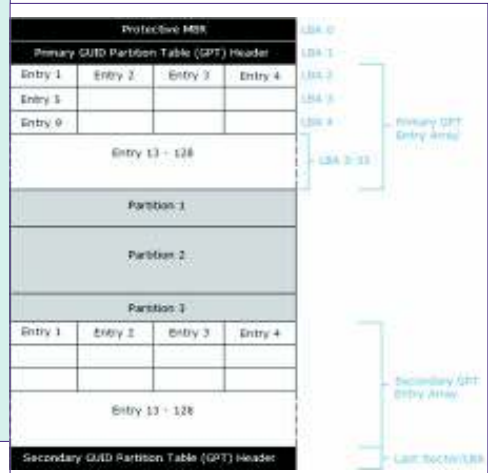 Protective MBR
LBA 0
Primary GUID Partition Table (GPT) Header
LBA 1
Entry 1 Entry 2 Entry 3 Entry 4
LBA 2
Entry 5
LBA 3
Entry 9
LBA 4
Primary GPT
Entry Array
Entry 13 - 128
LBA 5-33
Partition 1
Partition 2
Partition 3
Entry 1 Entry 2 Entry 3 Entry 4
Secondary GPT
Entry Array
Entry 13 - 128
Secondary GUID Partition Table (GPT) Header
Last Sector/LBA